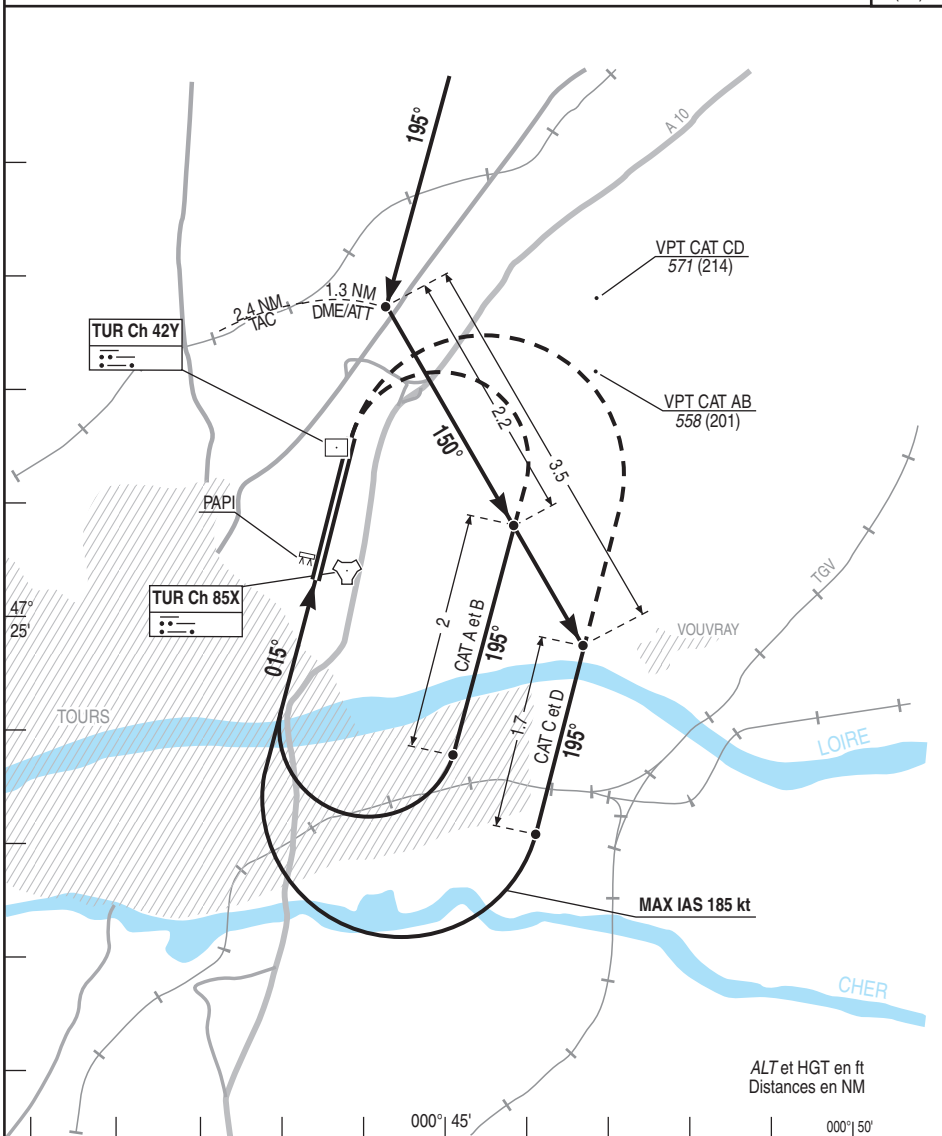 195°
A 10
VPT CAT CD
571 (214)
2.4 NM
TAC
1.3 NM
DME/ATT
TUR Ch 42Y
VPT CAT AB
558 (201)
2.2
150°
3.5
PAPI
TGV
TUR Ch 85X
47°
25'
2
CAT A et B
195°
VOUVRAY
015°
TOURS
1.7
CAT C et D
195°
LOIRE
MAX IAS 185 kt
CHER
ALT et HGT en ft
Distances en NM
000° 45'
000° 50'